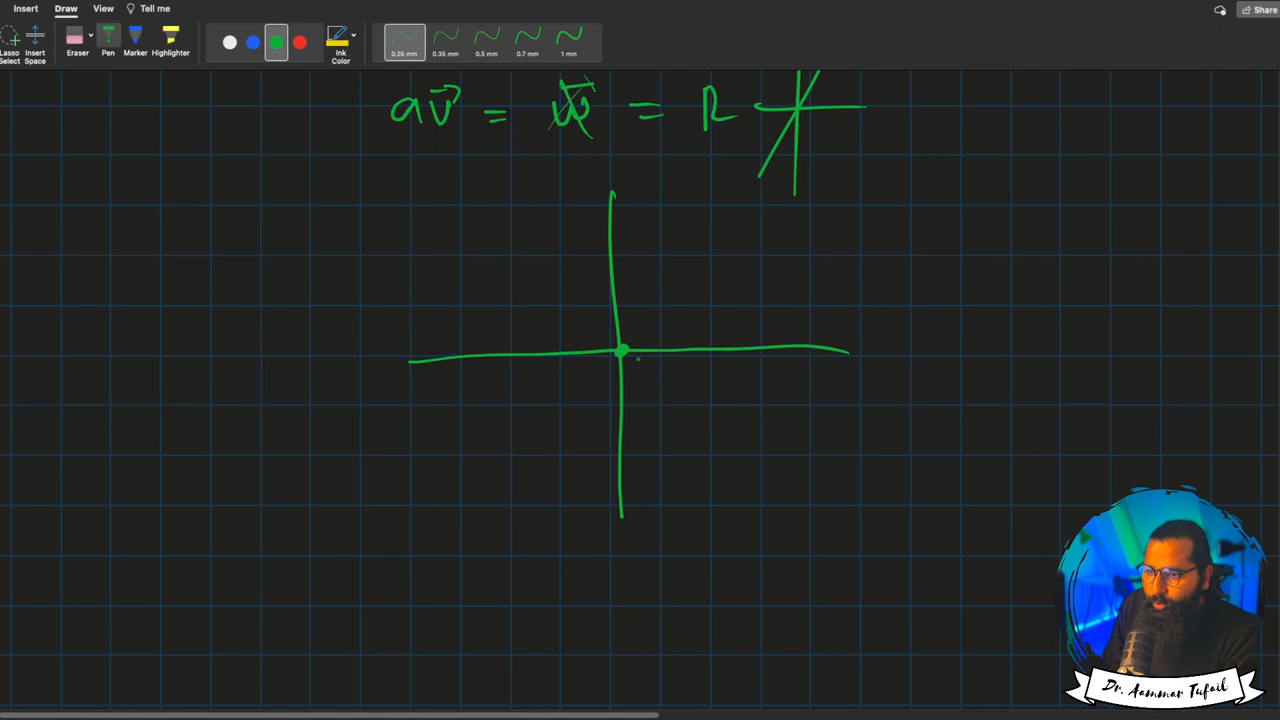 Insert Draw View Tell me Share
Lasso Select Insert Space Eraser Pen Marker Highlighter Ink Color 0.25 mm 0.35 mm 0.5 mm 0.7 mm 1 mm
av⃗ = w⃗ = R
Dr. Aammar Tufail